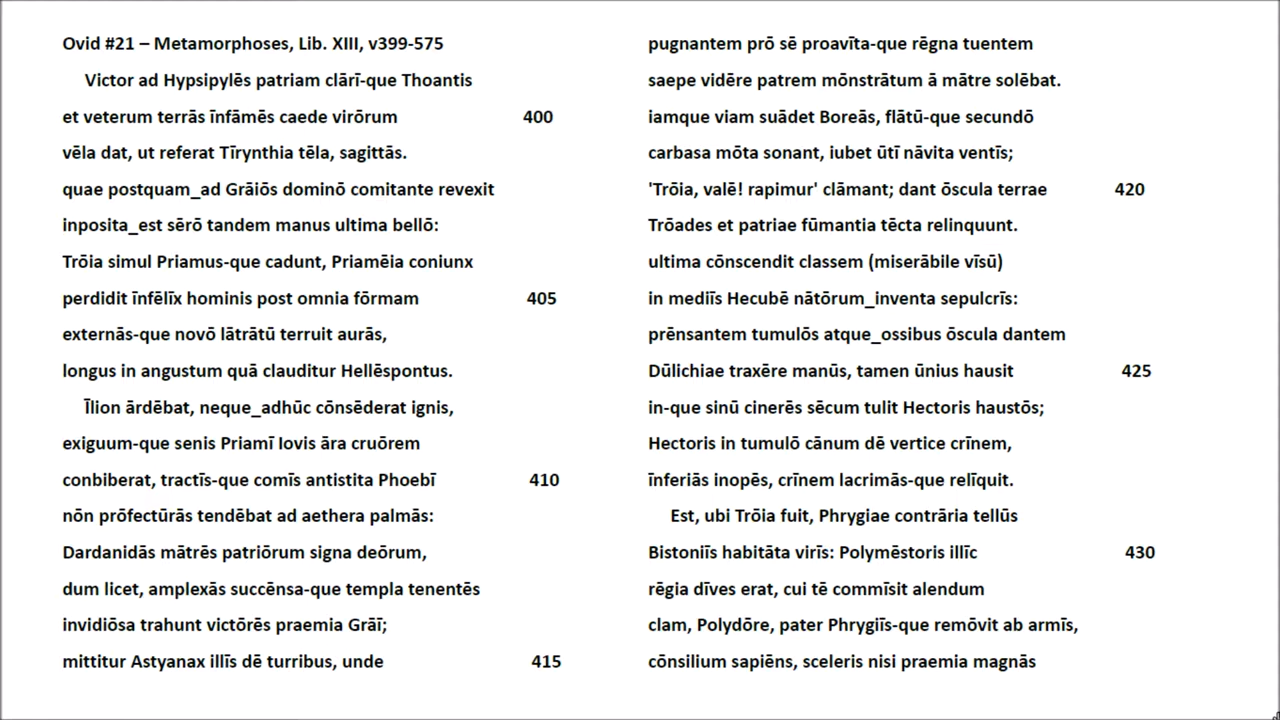 Ovid #21 – Metamorphoses, Lib. XIII, v399-575
Victor ad Hypsipylēs patriam clārī-que Thoantis
et veterum terrās īnfāmēs caede virōrum 400
vēla dat, ut referat Tīrynthia tēla, sagittās.
quae postquam_ad Grāiōs dominō comitante revexit
inposita_est sērō tandem manus ultima bellō:
Trōia simul Priamus-que cadunt, Priamēia coniunx
perdidit īnfēlīx hominis post omnia fōrmam 405
externās-que novō lātrātū terruit aurās,
longus in angustum quā clauditur Hellēspontus.
Īlion ārdēbat, neque_adhūc cōnsēderat ignis,
exiguum-que senis Priamī Iovis āra cruōrem
conbiberat, tractīs-que comīs antistita Phoebī 410
nōn prōfectūrās tendēbat ad aethera palmās:
Dardanidās mātrēs patriōrum signa deōrum,
dum licet, amplexās succēnsa-que templa tenentēs
invidiōsa trahunt victōrēs praemia Grāī;
mittitur Astyanax illīs dē turribus, unde 415
pugnantem prō sē proavīta-que rēgna tuentem
saepe vidēre patrem mōnstrātum ā mātre solēbat.
iamque viam suādet Boreās, flātū-que secundō
carbasa mōta sonant, iubet ūtī nāvita ventīs;
'Trōia, valē! rapimur' clāmant; dant ōscula terrae 420
Trōades et patriae fūmantia tēcta relinquunt.
ultima cōnscendit classem (miserābile vīsū)
in mediīs Hecubē nātōrum_inventa sepulcrīs:
prēnsantem tumulōs atque_ossibus ōscula dantem
Dūlichiae traxēre manūs, tamen ūnius hausit 425
in-que sinū cinerēs sēcum tulit Hectoris haustōs;
Hectoris in tumulō cānum dē vertice crīnem,
īnferiās inopēs, crīnem lacrimās-que relīquit.
Est, ubi Trōia fuit, Phrygiae contrāria tellūs
Bistoniīs habitāta virīs: Polymēstoris illīc 430
rēgia dīves erat, cui tē commīsit alendum
clam, Polydōre, pater Phrygiīs-que remōvit ab armīs,
cōnsilium sapiēns, sceleris nisi praemia magnās